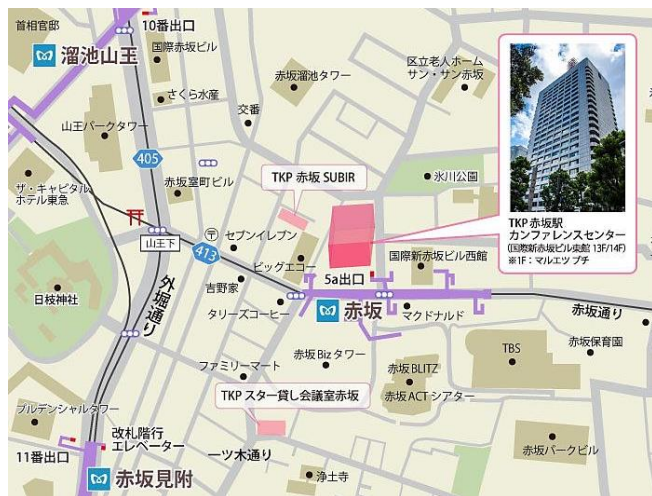 首相官邸
10番出口
溜池山王
国際赤坂ビル
さくら水産
赤坂溜池タワー
区立老人ホーム
サン・サン赤坂
交番
山王パークタワー
405
TKP 赤坂 SUBIR
氷川公園
ザ・キャピタル
ホテル東急
赤坂室町ビル
TKP 赤坂駅
カンファレンスセンター
(国際新赤坂ビル東館 13F/14F)
※1F：マルエツ プチ
山王下
413
セブンイレブン
ビッグエコー
国際新赤坂ビル西館
5a出口
日枝神社
外堀通り
吉野家
タリーズコーヒー
赤坂
マクドナルド
赤坂通り
赤坂保育園
ファミリーマート
赤坂Bizタワー
TBS
赤坂BLITZ
赤坂ACTシアター
TKP スター貸し会議室赤坂
プルデンシャルタワー
改札階行
エレベーター
11番出口
赤坂見附
一ツ木通り
浄土寺
赤坂パークビル